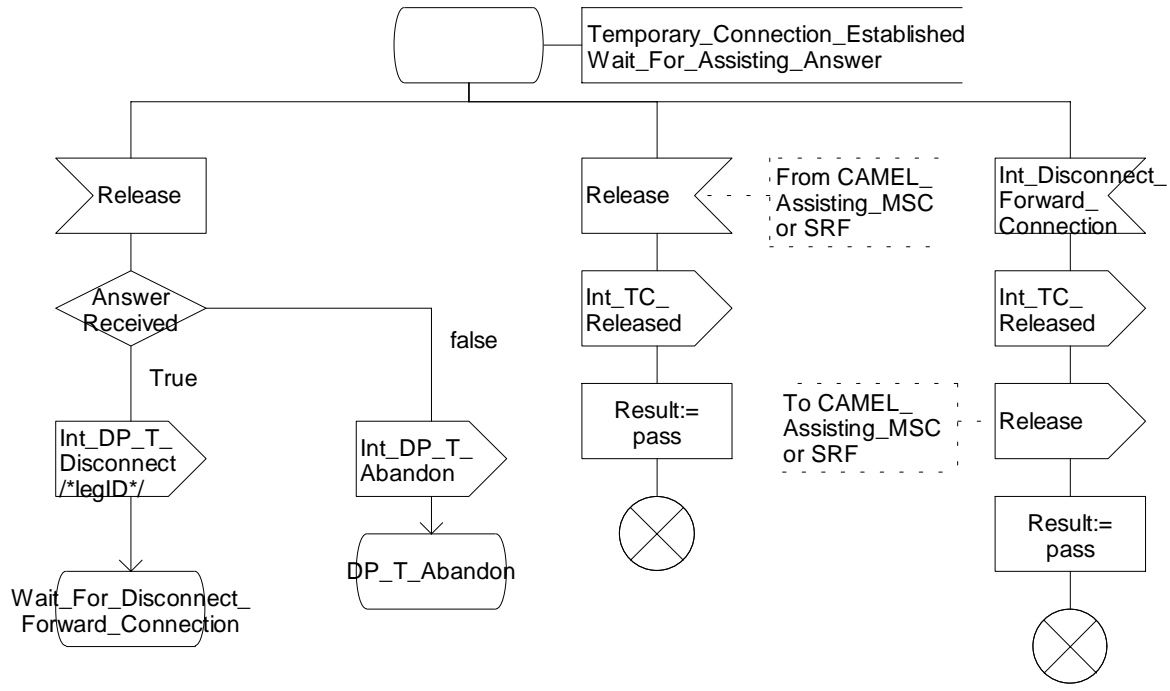 Temporary_Connection_Established
Wait_For_Assisting_Answer
Release
Answer
Received
True
false
Int_DP_T_
Disconnect
/*legID*/
Wait_For_Disconnect_
Forward_Connection
Int_DP_T_
Abandon
DP_T_Abandon
Release
From CAMEL_
Assisting_MSC
or SRF
Int_TC_
Released
Result:=
pass
Int_Disconnect_
Forward_
Connection
Int_TC_
Released
To CAMEL_
Assisting_MSC
or SRF
Release
Result:=
pass